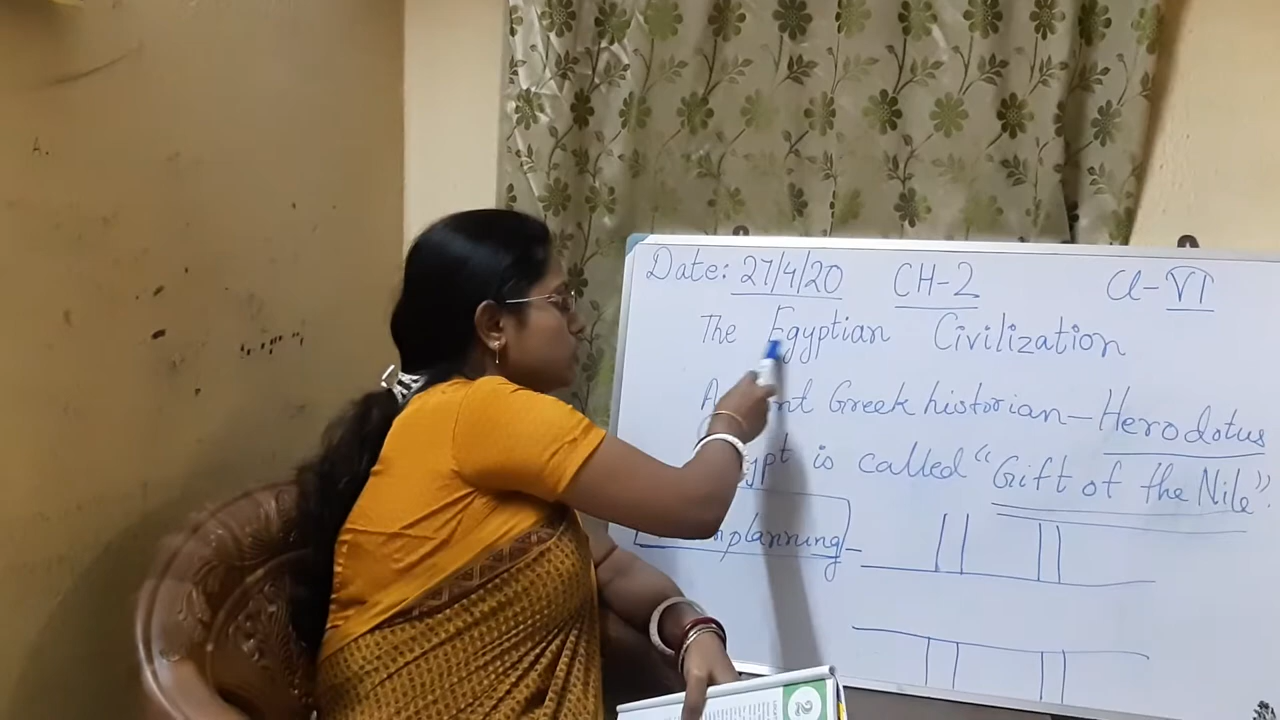 Date: 27/4/20 CH-2 Cl-VI
The Egyptian Civilization
Greek historian – Herodotus
is called "Gift of the Nile".
planning –
2